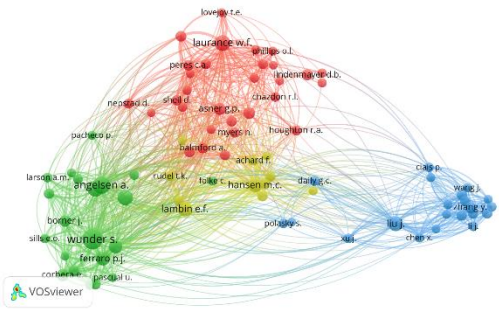 lovejoy t.e.
laurance w.f.
phillips o.l.
peres c.a.
lindenmayer d.b.
nepstad d.
sheil d.
chazdon r.l.
asner g.p.
myers n.
houghton r.a.
pacheco p.
balmford a.
achard f.
ciais p.
larson a.m.
angelsen a.
rudel t.k.
folke c.
hansen m.c.
daily g.c.
wang j.
lambin e.f.
zhang y.
borner j.
polasky s.
liu j.
li j.
sills e.o.
wunder s.
xu j.
chen x.
ferraro p.j.
corbera e.
pascual u.
VOSviewer